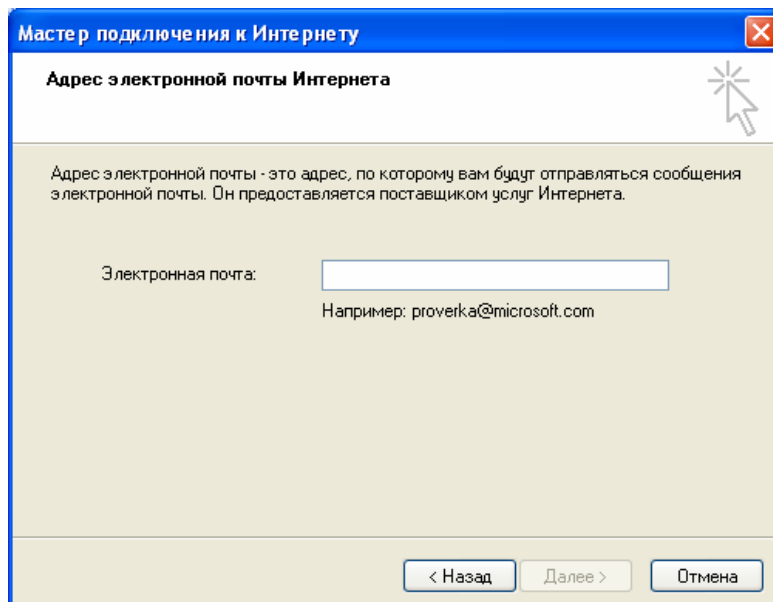 Мастер подключения к Интернету
Адрес электронной почты Интернета
Адрес электронной почты - это адрес, по которому вам будут отправляться сообщения
электронной почты. Он предоставляется поставщиком услуг Интернета.
Электронная почта:
Например: proverka@microsoft.com
< Назад
Далее >
Отмена